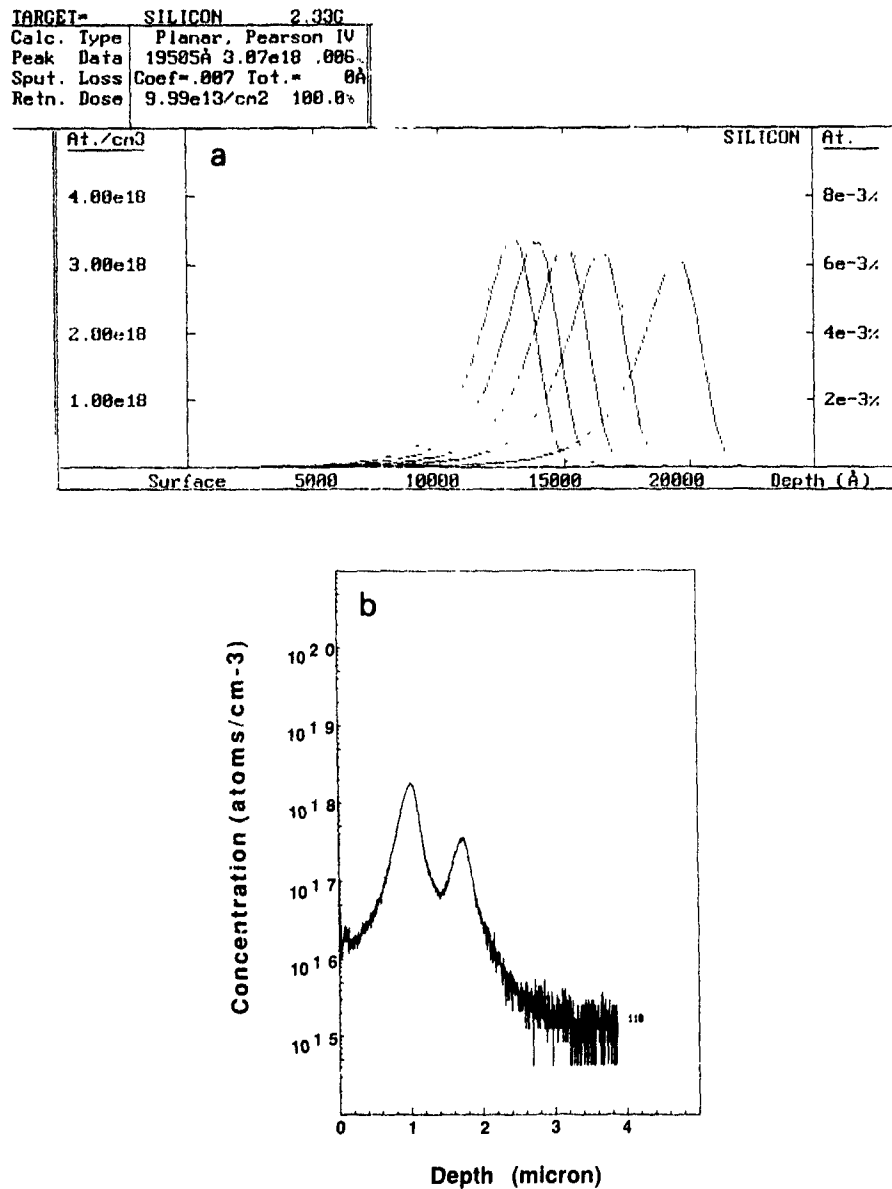 TARGET= SILICON 2.33G
Calc. Type Planar, Pearson IV
Peak Data 19505Å 3.07e18 .006%
Sput. Loss Coef=.007 Tot.= 0Å
Retn. Dose 9.99e13/cm2 100.0%
At./cm3 a SILICON At.
4.00e18 8e-3%
3.00e18 6e-3%
2.00e18 4e-3%
1.00e18 2e-3%
Surface 5000 10000 15000 20000 Depth (Å)
b
Concentration (atoms/cm-3)
10^20
10^19
10^18
10^17
10^16
10^15
11B
0 1 2 3 4
Depth (micron)